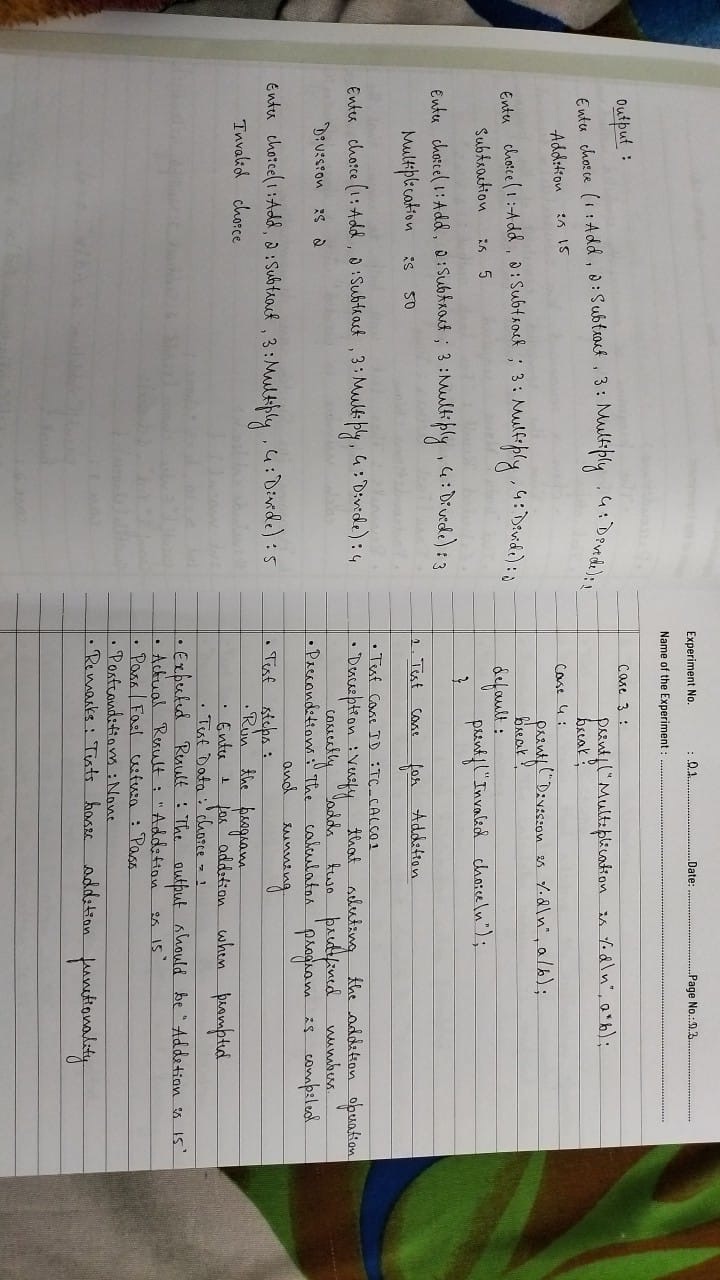 Output :
Enter choice (1: Add, 2: Subtract, 3: Multiply, 4: Divide): 1
Addition is 15
Enter choice (1:-Add, 2: Subtract; 3: Multiply, 4: Divide): 2
Subtraction is 5
Enter choice (1: Add, 2: Subtract; 3: Multiply, 4: Divide): 3
Multiplication is 50
Enter choice (1: Add, 2: Subtract, 3: Multiply, 4: Divide): 4
Division is 2
Enter choice (1: Add, 2: Subtract, 3: Multiply, 4: Divide): 5
Invalid choice
Experiment No. : 01 Date: Page No.: 03
Name of the Experiment :
case 3 :
printf("Multiplication is %d\n", a*b);
break;
case 4:
printf("Division is %d\n", a/b);
break;
default :
printf("Invalid choice\n");
}
2. Test case for Addition
• Test Case ID : TC_CALC01
• Description : Verify that selecting the addition operation
correctly adds two predefined numbers.
• Preconditions : The calculator program is compiled
and running
• Test steps :
• Run the program
• Enter 1 for addition when prompted
• Test Data : choice = 1
• Expected Result : The output should be "Addition is 15"
• Actual Result : "Addition is 15"
• Pass / Fail criteria : Pass
• Postconditions : None
• Remarks : Tests basic addition functionality